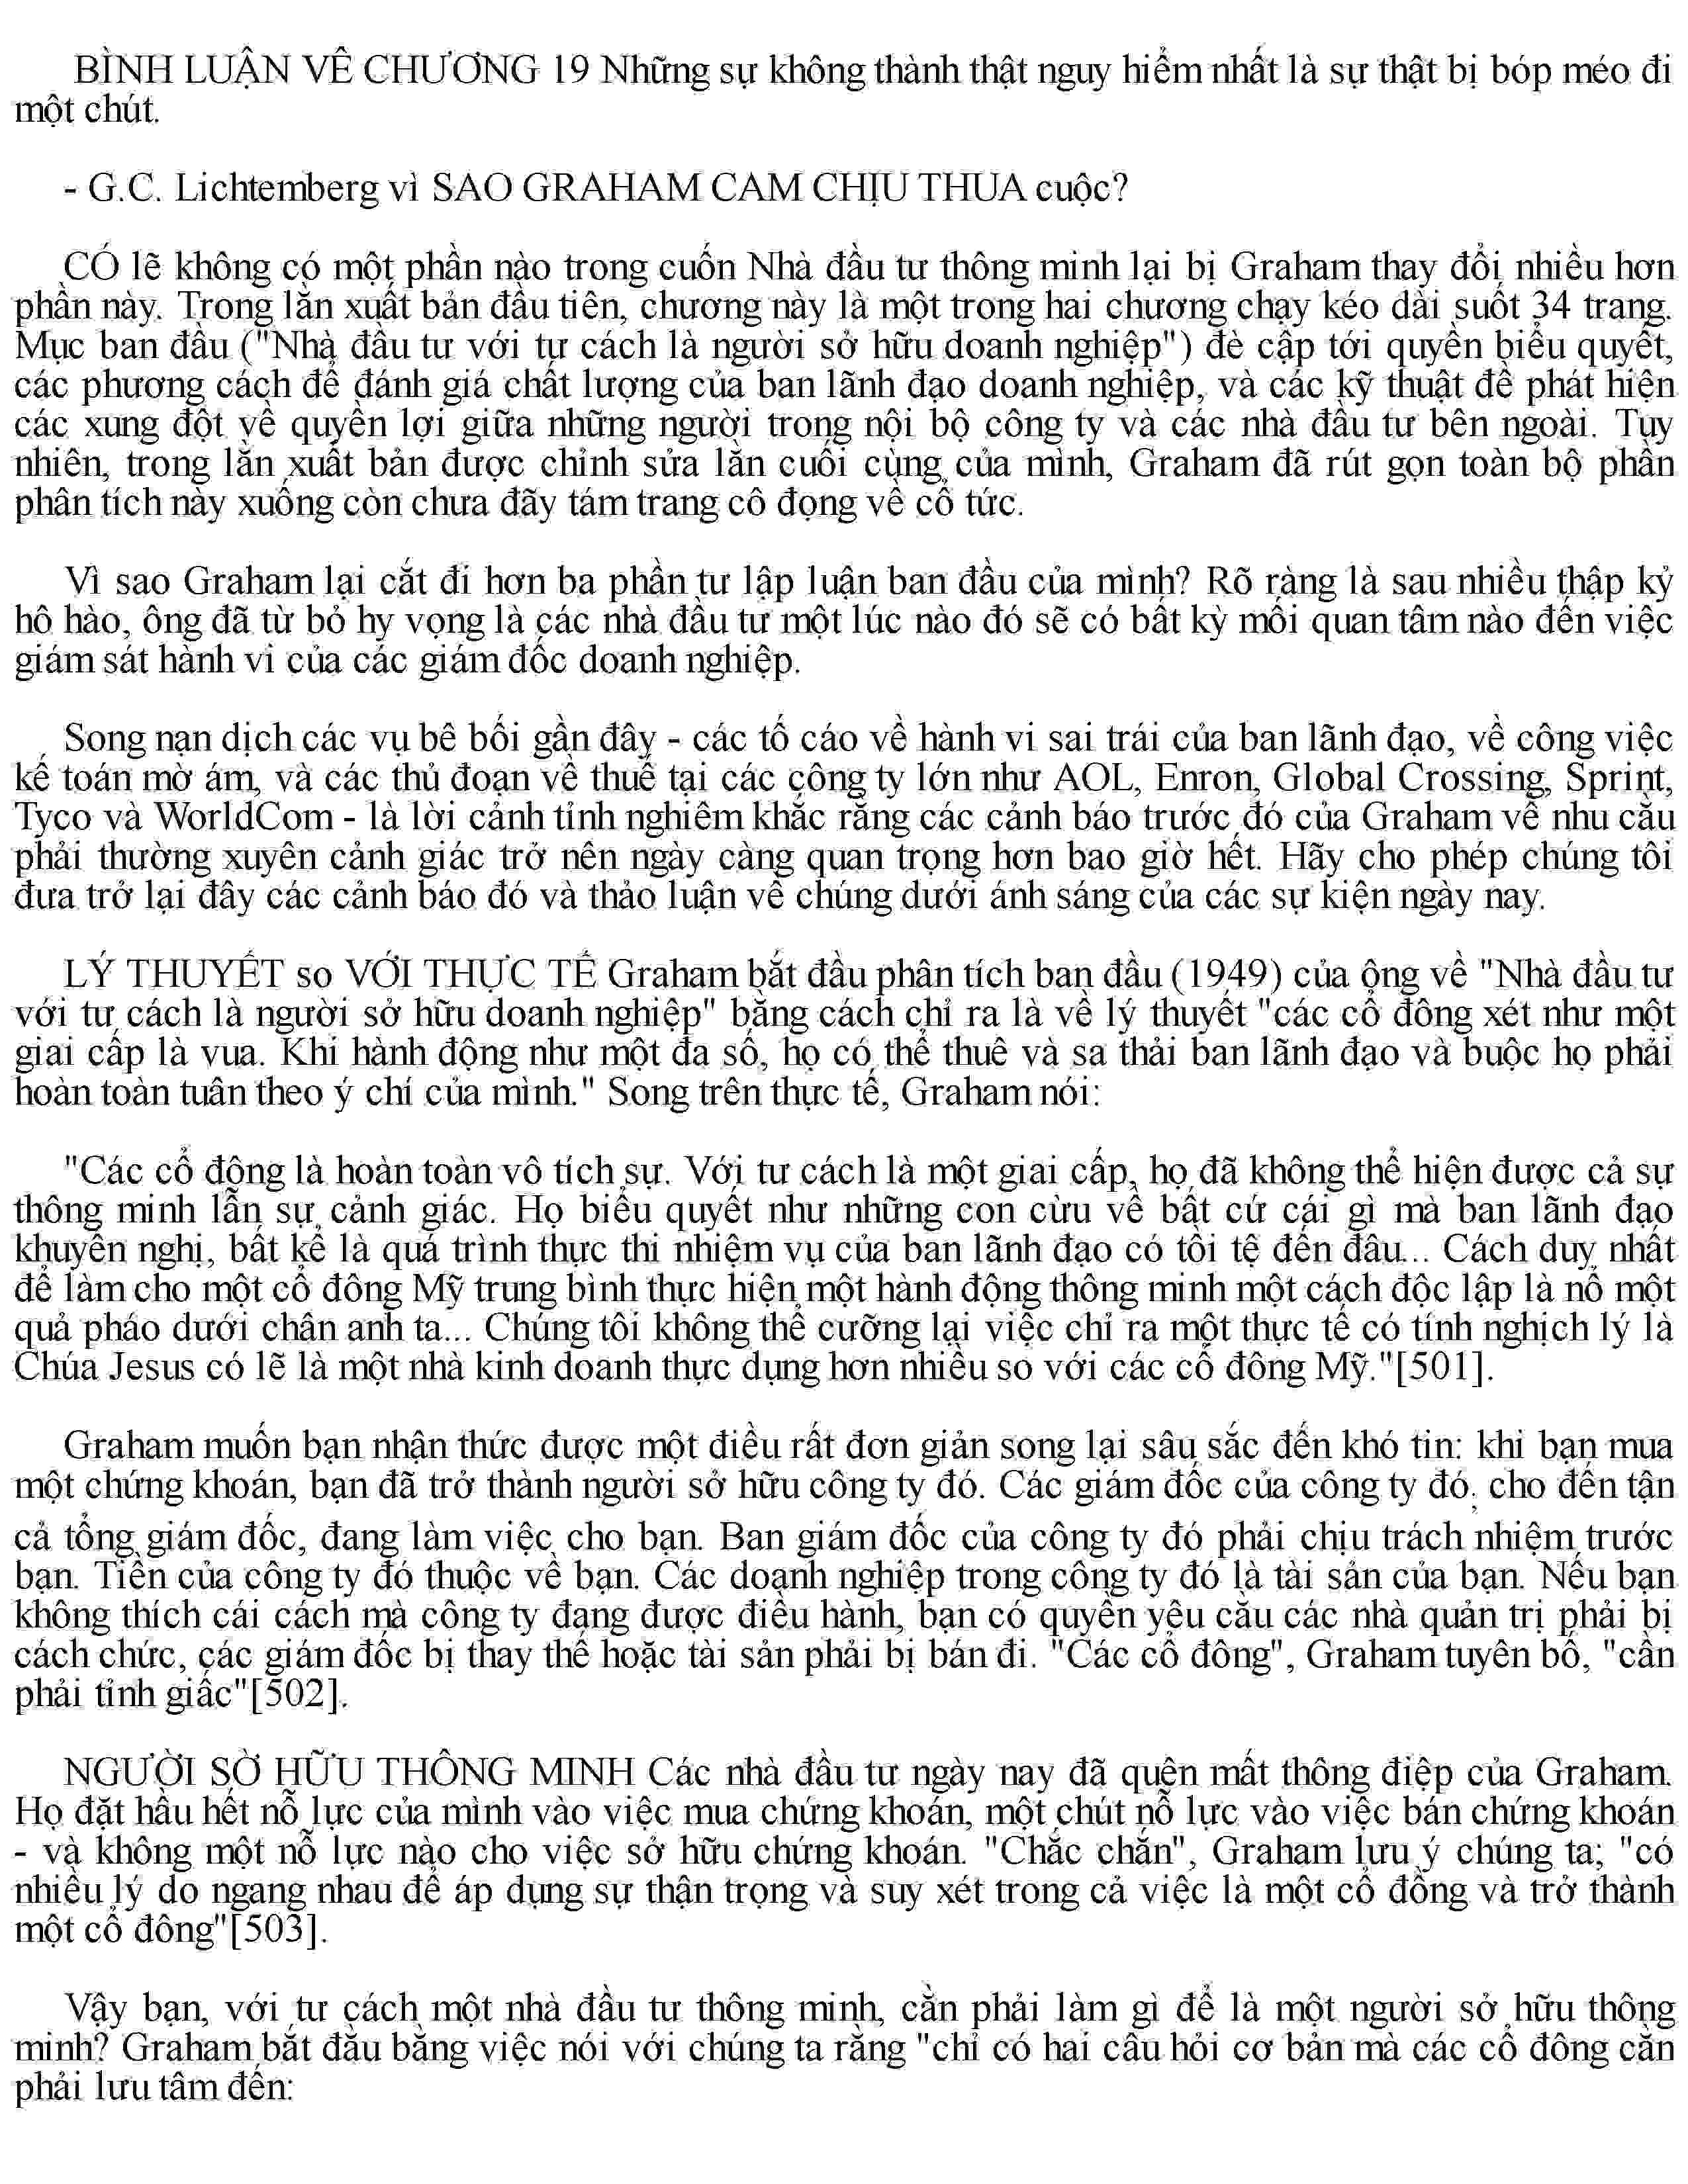 BÌNH LUẬN VÊ CHƯƠNG 19 Những sự không thành thật nguy hiểm nhất là sự thật bị bóp méo đi
một chút.
- G.C. Lichtemberg vì SAO GRAHAM CAM CHỊU THUA cuộc?
CÓ lẽ không có một phần nào trong cuốn Nhà đầu tư thông minh lại bị Graham thay đổi nhiều hơn
phần này. Trong lần xuất bản đầu tiên, chương này là một trong hai chương chạy kéo dài suốt 34 trang.
Mục ban đầu ("Nhà đầu tư với tư cách là người sở hữu doanh nghiệp") đè cập tới quyền biểu quyết,
các phương cách để đánh giá chất lượng của ban lãnh đạo doanh nghiệp, và các kỹ thuật để phát hiện
các xung đột về quyền lợi giữa những người trong nội bộ công ty và các nhà đầu tư bên ngoài. Tuy
nhiên, trong lần xuất bản được chỉnh sửa lần cuối cùng của mình, Graham đã rút gọn toàn bộ phần
phân tích này xuống còn chưa đãy tám trang cô đọng về cổ tức.
Vì sao Graham lại cắt đi hơn ba phần tư lập luận ban đầu của mình? Rõ ràng là sau nhiều thập kỷ
hô hào, ông đã từ bỏ hy vọng là các nhà đầu tư một lúc nào đó sẽ có bất kỳ mối quan tâm nào đến việc
giám sát hành vi của các giám đốc doanh nghiệp.
Song nạn dịch các vụ bê bối gần đây - các tố cáo về hành vi sai trái của ban lãnh đạo, về công việc
kế toán mờ ám, và các thủ đoạn về thuế tại các công ty lớn như AOL, Enron, Global Crossing, Sprint,
Tyco và WorldCom - là lời cảnh tỉnh nghiêm khắc rằng các cảnh báo trước đó của Graham về nhu cầu
phải thường xuyên cảnh giác trở nên ngày càng quan trọng hơn bao giờ hết. Hãy cho phép chúng tôi
đưa trở lại đây các cảnh báo đó và thảo luận về chúng dưới ánh sáng của các sự kiện ngày nay.
LÝ THUYẾT so VỚI THỰC TẾ Graham bắt đầu phân tích ban đầu (1949) của ông về "Nhà đầu tư
với tư cách là người sở hữu doanh nghiệp" bằng cách chỉ ra là về lý thuyết "các cổ đông xét như một
giai cấp là vua. Khi hành động như một đa số, họ có thể thuê và sa thải ban lãnh đạo và buộc họ phải
hoàn toàn tuân theo ý chí của mình." Song trên thực tế, Graham nói:
"Các cổ đông là hoàn toàn vô tích sự. Với tư cách là một giai cấp, họ đã không thể hiện được cả sự
thông minh lẫn sự cảnh giác. Họ biểu quyết như những con cừu về bất cứ cái gì mà ban lãnh đạo
khuyến nghị, bất kể là quá trình thực thi nhiệm vụ của ban lãnh đạo có tồi tệ đến đâu... Cách duy nhất
để làm cho một cổ đông Mỹ trung bình thực hiện một hành động thông minh một cách độc lập là nổ một
quả pháo dưới chân anh ta... Chúng tôi không thể cưỡng lại việc chỉ ra một thực tế có tính nghịch lý là
Chúa Jesus có lẽ là một nhà kinh doanh thực dụng hơn nhiều so với các cổ đông Mỹ."[501].
Graham muốn bạn nhận thức được một điều rất đơn giản song lại sâu sắc đến khó tin: khi bạn mua
một chứng khoán, bạn đã trở thành người sở hữu công ty đó. Các giám đốc của công ty đó; cho đến tận
cả tổng giám đốc, đang làm việc cho bạn. Ban giám đốc của công ty đó phải chịu trách nhiệm trước
bạn. Tiền của công ty đó thuộc về bạn. Các doanh nghiệp trong công ty đó là tài sản của bạn. Nếu bạn
không thích cái cách mà công ty đang được điều hành, bạn có quyền yêu cầu các nhà quản trị phải bị
cách chức, các giám đốc bị thay thế hoặc tài sản phải bị bán đi. "Các cổ đông", Graham tuyên bố, "cần
phải tỉnh giấc"[502].
NGƯỜI SỜ HỮU THÔNG MINH Các nhà đầu tư ngày nay đã quên mất thông điệp của Graham.
Họ đặt hầu hết nỗ lực của mình vào việc mua chứng khoán, một chút nỗ lực vào việc bán chứng khoán
- và không một nỗ lực nào cho việc sở hữu chứng khoán. "Chắc chắn", Graham lưu ý chúng ta; "có
nhiều lý do ngang nhau để áp dụng sự thận trọng và suy xét trong cả việc là một cổ đồng và trở thành
một cổ đông"[503].
Vậy bạn, với tư cách một nhà đầu tư thông minh, cần phải làm gì để là một người sở hữu thông
minh? Graham bắt đầu bằng việc nói với chúng ta rằng "chỉ có hai câu hỏi cơ bản mà các cổ đông cần
phải lưu tâm đến: